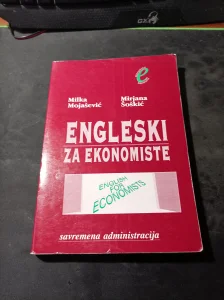 e
Milka
Mojašević
Mirjana
Šoškić
ENGLESKI
ZA EKONOMISTE
ENGLISH
FOR
ECONOMISTS
savremena administracija